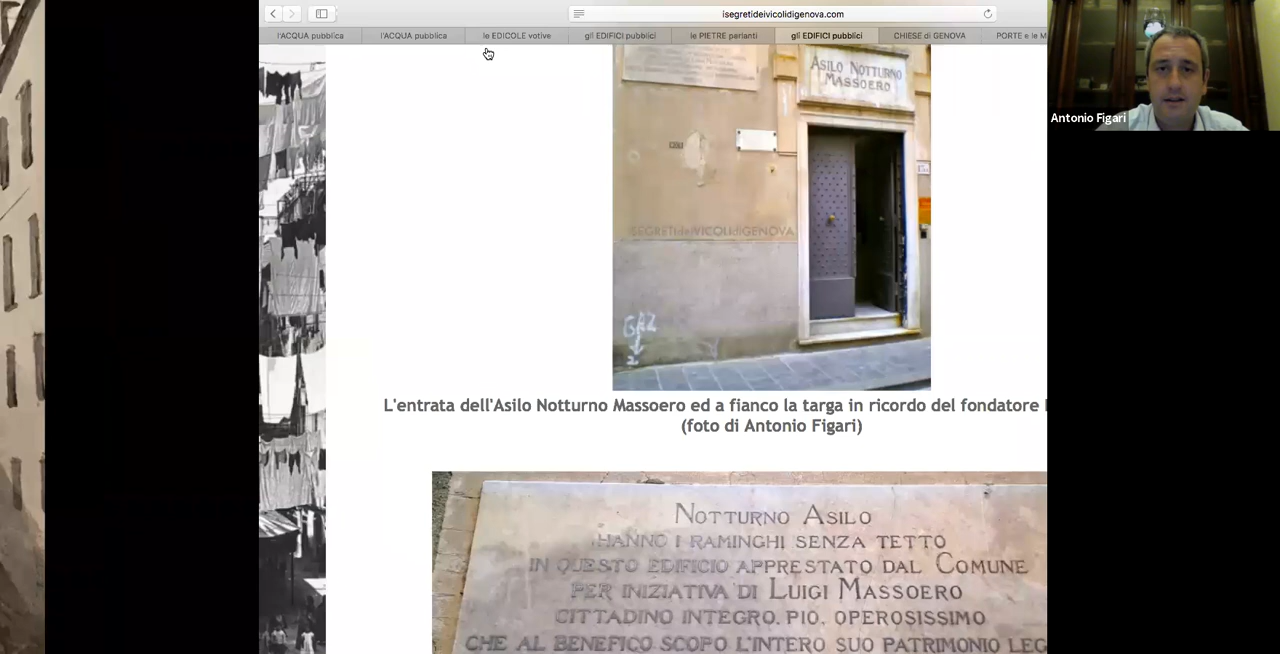 isegretideivicolidigenova.com
l'ACQUA pubblica
l'ACQUA pubblica
le EDICOLE votive
gli EDIFICI pubblici
le PIETRE parlanti
gli EDIFICI pubblici
CHIESE di GENOVA
PORTE e le M
ASILO NOTTURNO
MASSOERO
SEGRETIdeiVICOLIdiGENOVA
Antonio Figari
L'entrata dell'Asilo Notturno Massoero ed a fianco la targa in ricordo del fondatore
(foto di Antonio Figari)
NOTTURNO ASILO
HANNO I RAMINGHI SENZA TETTO
IN QUESTO EDIFICIO APPRESTATO DAL COMUNE
PER INIZIATIVA DI LUIGI MASSOERO
CITTADINO INTEGRO. PIO. OPEROSISSIMO
CHE AL BENEFICO SCOPO L'INTERO SUO PATRIMONIO LEG